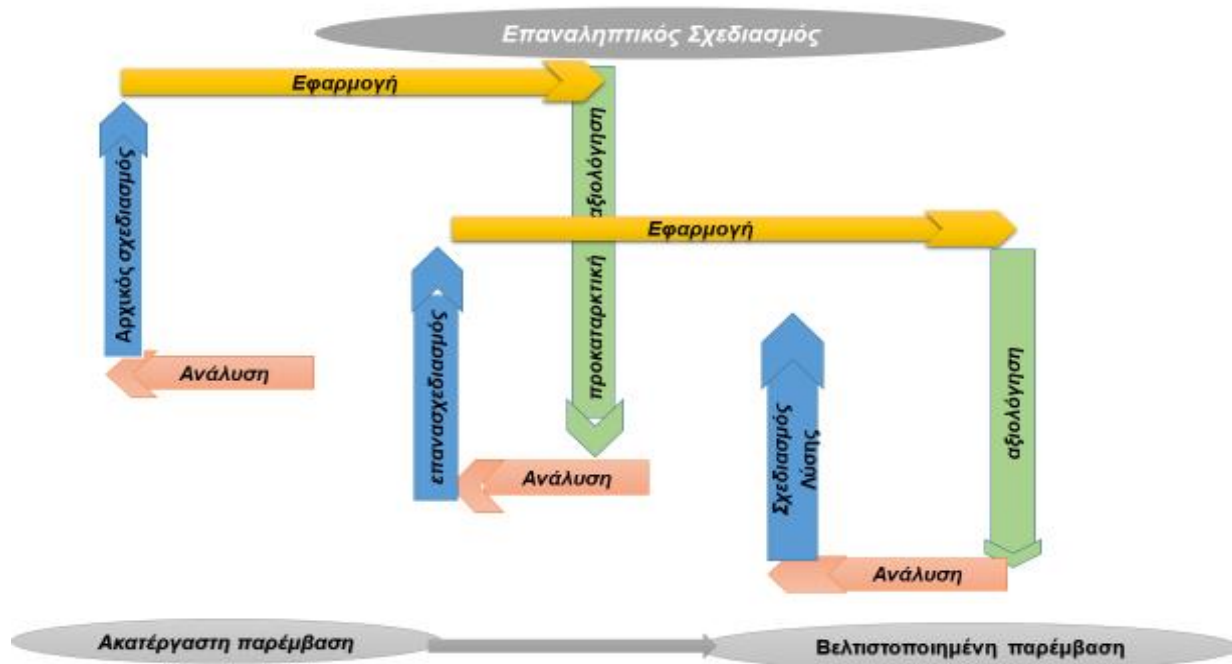 Επαναληπτικός Σχεδιασμός
Εφαρμογή
Αρχικός σχεδιασμός
προκαταρκτική αξιολόγηση
Ανάλυση
Εφαρμογή
επανασχεδιασμός
αξιολόγηση
Ανάλυση
Σχεδιασμός
Λύσης
Ανάλυση
Ακατέργαστη παρέμβαση
Βελτιστοποιημένη παρέμβαση